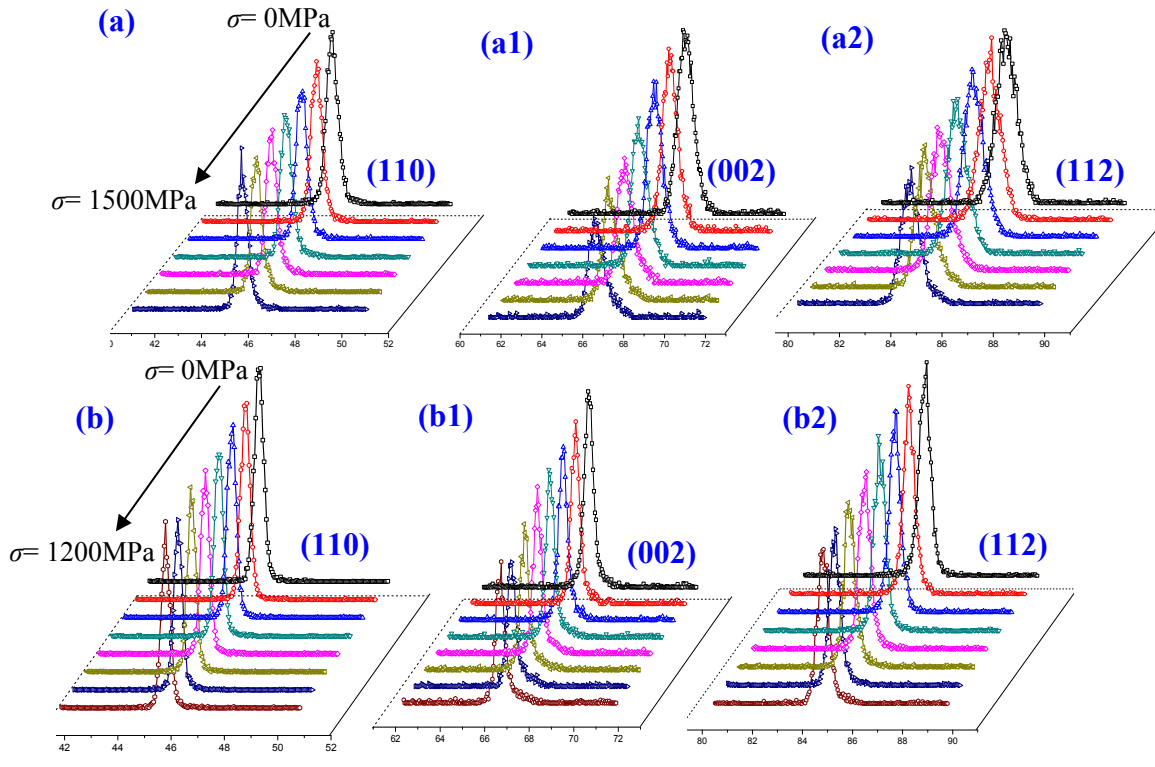 (a)
σ= 0MPa
(a1)
(a2)
(110)
(002)
(112)
σ= 1500MPa
0 42 44 46 48 50 52
60 62 64 66 68 70 72
80 82 84 86 88 90
(b)
σ= 0MPa
(b1)
(b2)
(110)
(002)
(112)
σ= 1200MPa
42 44 46 48 50 52
62 64 66 68 70 72
80 82 84 86 88 90